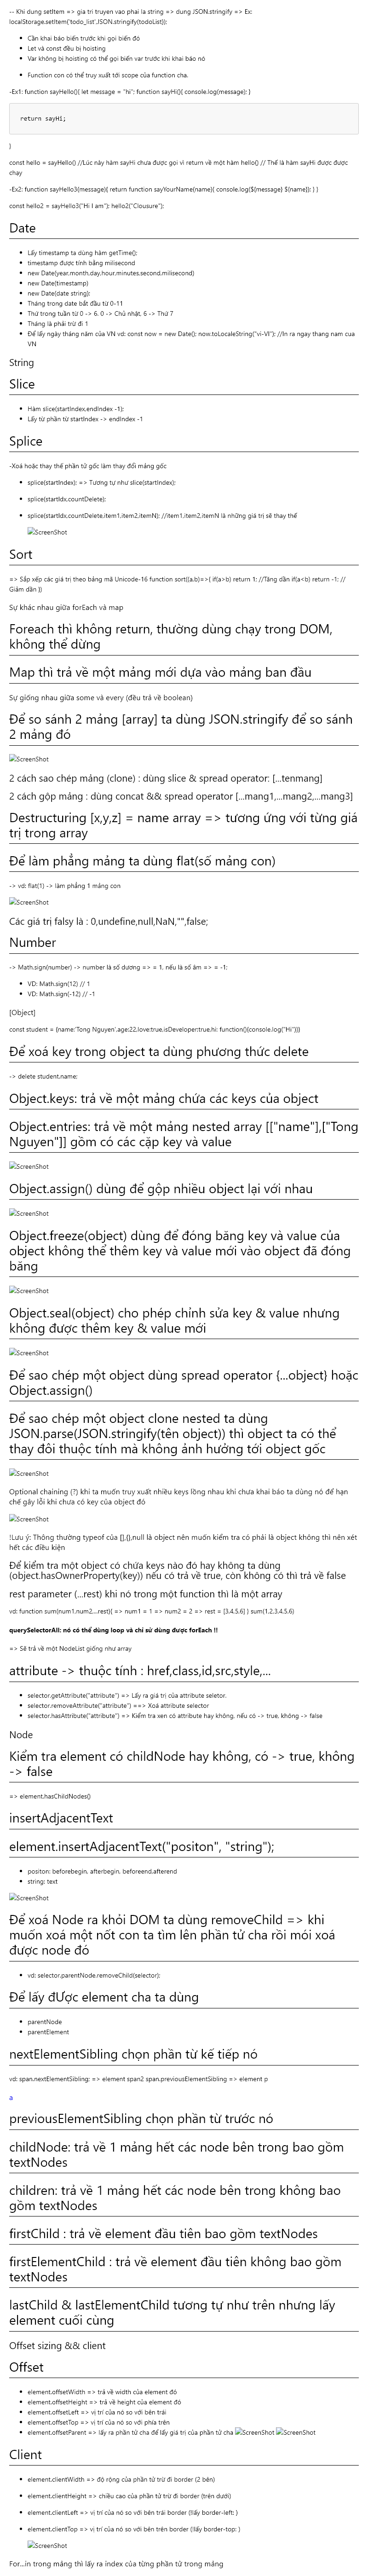 -- Khi dung setItem => gia tri truyen vao phai la string => dung JSON.stringify => Ex:
localStorage.setItem('todo_list',JSON.stringify(todoList));
Cần khai báo biến trước khi gọi biến đó
Let và const đều bị hoisting
Var không bị hoisting có thể gọi biến var trước khi khai báo nó
Function con có thể truy xuất tới scope của function cha.
-Ex1: function sayHello(){ let message = "hi"; function sayHi(){ console.log(message); }
return sayHi;
}
const hello = sayHello() //Lúc này hàm sayHi chưa được gọi vì return về một hàm hello() // Thế là hàm sayHi được được
chạy
-Ex2: function sayHello3(message){ return function sayYourName(name){ console.log(${message} ${name}); } }
const hello2 = sayHello3("Hi I am"); hello2("Clousure");
Date
Lấy timestamp ta dùng hàm getTime();
timestamp được tính bằng milisecond
new Date(year,month,day,hour,minutes,second,milisecond)
new Date(timestamp)
new Date(date string);
Tháng trong date bắt đầu từ 0-11
Thứ trong tuần từ 0 -> 6, 0 -> Chủ nhật, 6 -> Thứ 7
Tháng là phải trừ đi 1
Để lấy ngày tháng năm của VN vd: const now = new Date(); now.toLocaleString("vi-VI"); //In ra ngay thang nam cua
VN
String
Slice
Hàm slice(startIndex,endIndex -1);
Lấy từ phần tử startIndex -> endIndex -1
Splice
-Xoá hoặc thay thế phần tử gốc làm thay đổi mảng gốc
splice(startIndex); => Tương tự như slice(startIndex);
splice(startIdx,countDelete);
splice(startIdx,countDelete,item1,item2,itemN); //item1,item2,itemN là những giá trị sẽ thay thế
ScreenShot
Sort
=> Sắp xếp các giá trị theo bảng mã Unicode-16 function sort((a,b)=>{ if(a>b) return 1; //Tăng dần if(a<b) return -1; //
Giảm dần })
Sự khác nhau giữa forEach và map
Foreach thì không return, thường dùng chạy trong DOM,
không thể dừng
Map thì trả về một mảng mới dựa vào mảng ban đầu
Sự giống nhau giữa some và every (đều trả về boolean)
Để so sánh 2 mảng [array] ta dùng JSON.stringify để so sánh
2 mảng đó
ScreenShot
2 cách sao chép mảng (clone) : dùng slice & spread operator: [...tenmang]
2 cách gộp mảng : dùng concat && spread operator [...mang1,...mang2,...mang3]
Destructuring [x,y,z] = name array => tương ứng với từng giá
trị trong array
Để làm phẳng mảng ta dùng flat(số mảng con)
-> vd: flat(1) -> làm phẳng 1 mảng con
ScreenShot
Các giá trị falsy là : 0,undefine,null,NaN,"",false;
Number
-> Math.sign(number) -> number là số dương => = 1, nếu là số âm => = -1;
VD: Math.sign(12) // 1
VD: Math.sign(-12) // -1
[Object]
const student = {name:'Tong Nguyen',age:22,love:true,isDeveloper:true,hi: function(){console.log("Hi")}}
Để xoá key trong object ta dùng phương thức delete
-> delete student.name;
Object.keys: trả về một mảng chứa các keys của object
Object.entries: trả về một mảng nested array [["name"],["Tong
Nguyen"]] gồm có các cặp key và value
ScreenShot
Object.assign() dùng để gộp nhiều object lại với nhau
ScreenShot
Object.freeze(object) dùng để đóng băng key và value của
object không thể thêm key và value mới vào object đã đóng
băng
ScreenShot
Object.seal(object) cho phép chỉnh sửa key & value nhưng
không được thêm key & value mới
ScreenShot
Để sao chép một object dùng spread operator {...object} hoặc
Object.assign()
Để sao chép một object clone nested ta dùng
JSON.parse(JSON.stringify(tên object)) thì object ta có thể
thay đôi thuộc tính mà không ảnh hưởng tới object gốc
ScreenShot
Optional chaining (?) khi ta muốn truy xuất nhiều keys lồng nhau khi chưa khai báo ta dùng nó để hạn
chế gây lỗi khi chưa có key của object đó
ScreenShot
!Lưu ý: Thông thường typeof của [],{},null là object nên muốn kiểm tra có phải là object không thì nên xét
hết các điều kiện
Để kiểm tra một object có chứa keys nào đó hay không ta dùng
(object.hasOwnProperty(key)) nếu có trả về true, còn không có thì trả về false
rest parameter (...rest) khi nó trong một function thì là một array
vd: function sum(num1,num2,...rest){ => num1 = 1 => num2 = 2 => rest = [3,4,5,6] } sum(1,2,3,4,5,6)
querySelectorAll: nó có thể dùng loop và chỉ sử dùng được forEach !!
=> Sẽ trả về một NodeList giống như array
attribute -> thuộc tính : href,class,id,src,style,...
selector.getAttribute("attribute") => Lấy ra giá trị của attribute seletor.
selector.removeAttribute("attribute") ==> Xoá attribute selector
selector.hasAttribute("attribute") => Kiểm tra xen có attribute hay không, nếu có -> true, không -> false
Node
Kiểm tra element có childNode hay không, có -> true, không
-> false
=> element.hasChildNodes()
insertAdjacentText
element.insertAdjacentText("positon", "string");
positon: beforebegin, afterbegin, beforeend,afterend
string: text
ScreenShot
Để xoá Node ra khỏi DOM ta dùng removeChild => khi
muốn xoá một nốt con ta tìm lên phần tử cha rồi mói xoá
được node đó
vd: selector.parentNode.removeChild(selector);
Để lấy đƯợc element cha ta dùng
parentNode
parentElement
nextElementSibling chọn phần từ kế tiếp nó
vd: span.nextElementSibling; => element span2 span.previousElementSibling => element p
a
previousElementSibling chọn phần từ trước nó
childNode: trả về 1 mảng hết các node bên trong bao gồm
textNodes
children: trả về 1 mảng hết các node bên trong không bao
gồm textNodes
firstChild : trả về element đầu tiên bao gồm textNodes
firstElementChild : trả về element đầu tiên không bao gồm
textNodes
lastChild & lastElementChild tương tự như trên nhưng lấy
element cuối cùng
Offset sizing && client
Offset
element.offsetWidth => trả về width của element đó
element.offsetHeight => trả về height của element đó
element.offsetLeft => vị trí của nó so với bên trái
element.offsetTop => vị trí của nó so với phía trên
element.offsetParent => lấy ra phần tử cha để lấy giá trị của phần tử cha ScreenShot ScreenShot
Client
element.clientWidth => độ rộng của phần tử trừ đi border (2 bên)
element.clientHeight => chiều cao của phần tử trừ đi border (trên dưới)
element.clientLeft => vị trí của nó so với bên trái border (!lấy border-left: )
element.clientTop => vị trí của nó so với bên trên border (!lấy border-top: )
ScreenShot
For...in trong mảng thì lấy ra index của từng phần tử trong mảng